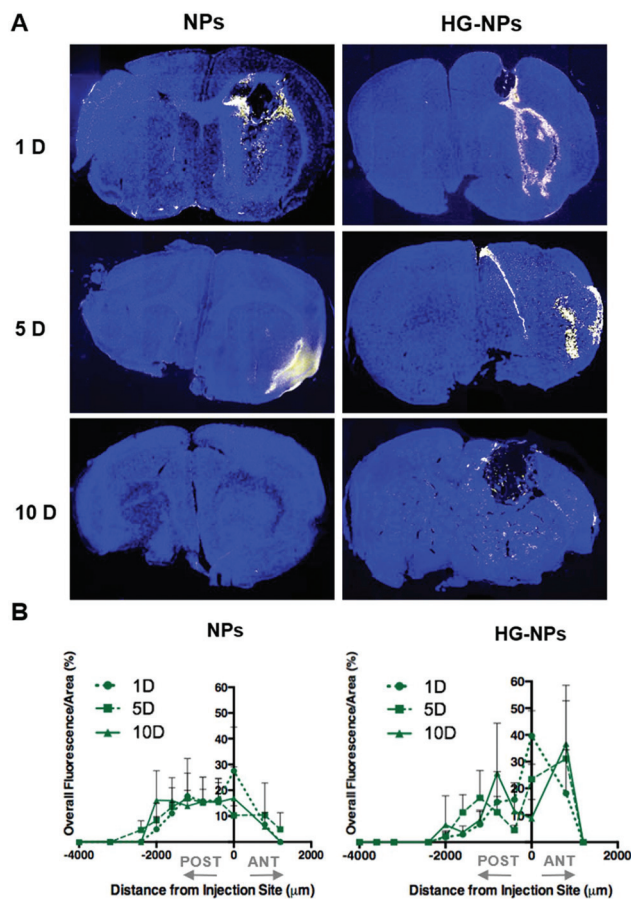 A
NPs
HG-NPs
1 D
5 D
10 D
B
NPs
HG-NPs
Overall Fluorescence/Area (%)
60
50
40
30
20
10
1D
5D
10D
-4000
-2000
0
2000
POST
ANT
Distance from Injection Site (μm)
Overall Fluorescence/Area (%)
60
50
40
30
20
10
1D
5D
10D
-4000
-2000
0
2000
POST
ANT
Distance from Injection Site (μm)